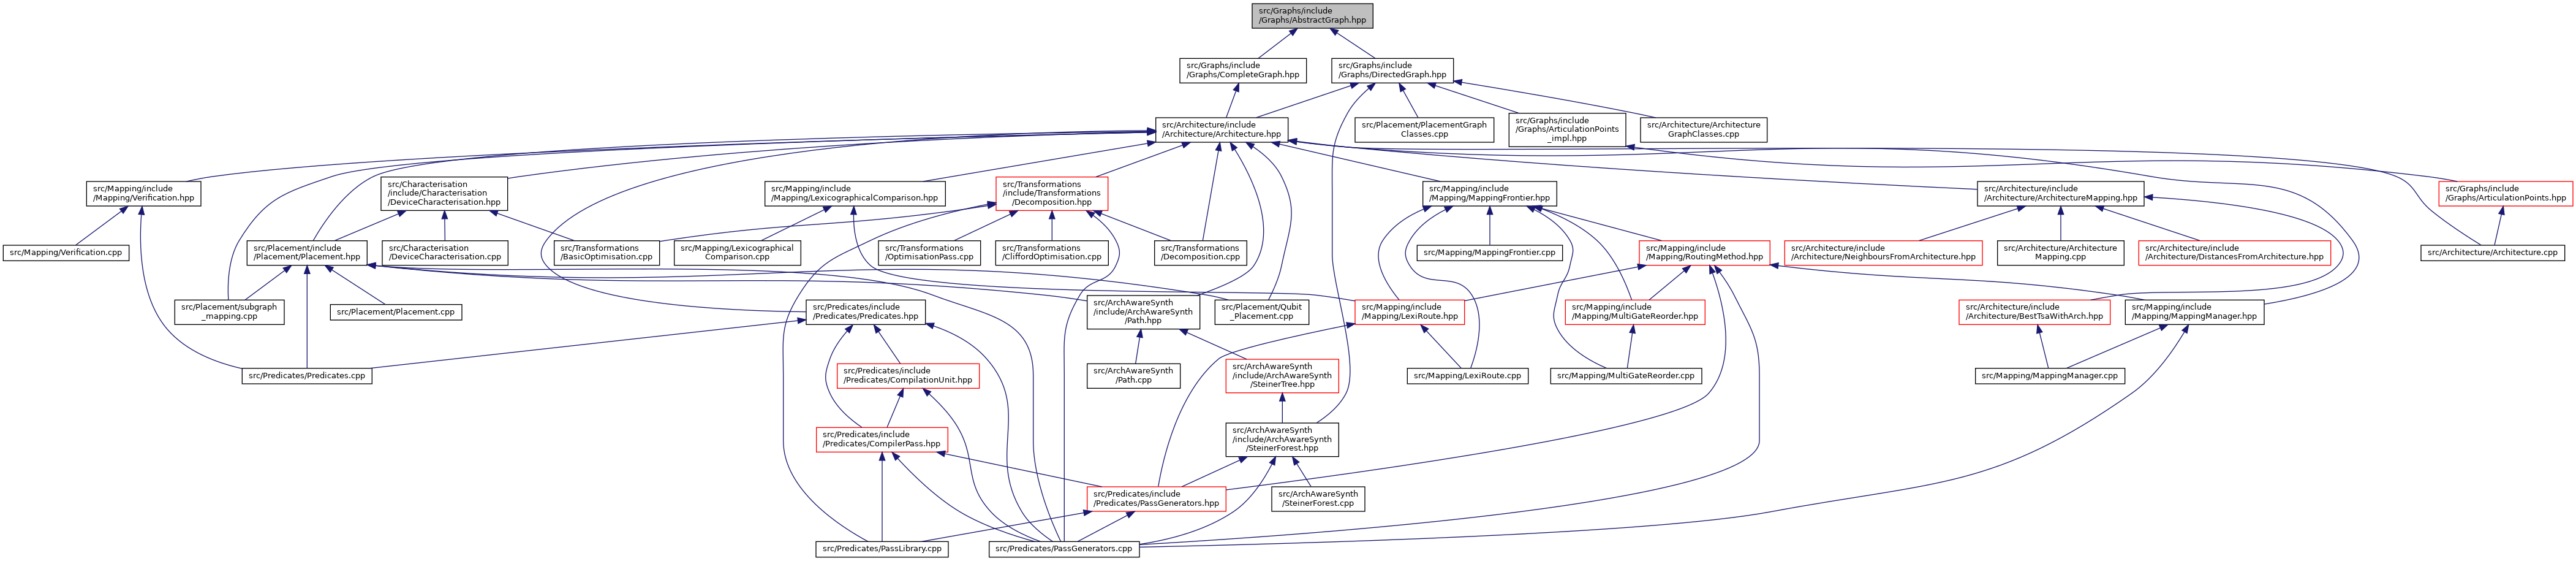 src/Graphs/include
/Graphs/AbstractGraph.hpp
src/Graphs/include
/Graphs/CompleteGraph.hpp
src/Graphs/include
/Graphs/DirectedGraph.hpp
src/Architecture/include
/Architecture/Architecture.hpp
src/Placement/PlacementGraph
Classes.cpp
src/Graphs/include
/Graphs/ArticulationPoints
_impl.hpp
src/Architecture/Architecture
GraphClasses.cpp
src/Mapping/include
/Mapping/Verification.hpp
src/Characterisation
/include/Characterisation
/DeviceCharacterisation.hpp
src/Mapping/include
/Mapping/LexicographicalComparison.hpp
src/Transformations
/include/Transformations
/Decomposition.hpp
src/Mapping/include
/Mapping/MappingFrontier.hpp
src/Architecture/include
/Architecture/ArchitectureMapping.hpp
src/Graphs/include
/Graphs/ArticulationPoints.hpp
src/Mapping/Verification.cpp
src/Placement/include
/Placement/Placement.hpp
src/Characterisation
/DeviceCharacterisation.cpp
src/Transformations
/BasicOptimisation.cpp
src/Mapping/Lexicographical
Comparison.cpp
src/Transformations
/OptimisationPass.cpp
src/Transformations
/CliffordOptimisation.cpp
src/Transformations
/Decomposition.cpp
src/Mapping/MappingFrontier.cpp
src/Mapping/include
/Mapping/RoutingMethod.hpp
src/Architecture/include
/Architecture/NeighboursFromArchitecture.hpp
src/Architecture/Architecture
Mapping.cpp
src/Architecture/include
/Architecture/DistancesFromArchitecture.hpp
src/Architecture/Architecture.cpp
src/Placement/subgraph
_mapping.cpp
src/Placement/Placement.cpp
src/Predicates/include
/Predicates/Predicates.hpp
src/ArchAwareSynth
/include/ArchAwareSynth
/Path.hpp
src/Placement/Qubit
_Placement.cpp
src/Mapping/include
/Mapping/LexiRoute.hpp
src/Mapping/include
/Mapping/MultiGateReorder.hpp
src/Architecture/include
/Architecture/BestTsaWithArch.hpp
src/Mapping/include
/Mapping/MappingManager.hpp
src/Predicates/Predicates.cpp
src/Predicates/include
/Predicates/CompilationUnit.hpp
src/ArchAwareSynth
/Path.cpp
src/ArchAwareSynth
/include/ArchAwareSynth
/SteinerTree.hpp
src/Mapping/LexiRoute.cpp
src/Mapping/MultiGateReorder.cpp
src/Mapping/MappingManager.cpp
src/Predicates/include
/Predicates/CompilerPass.hpp
src/ArchAwareSynth
/include/ArchAwareSynth
/SteinerForest.hpp
src/Predicates/include
/Predicates/PassGenerators.hpp
src/ArchAwareSynth
/SteinerForest.cpp
src/Predicates/PassLibrary.cpp
src/Predicates/PassGenerators.cpp